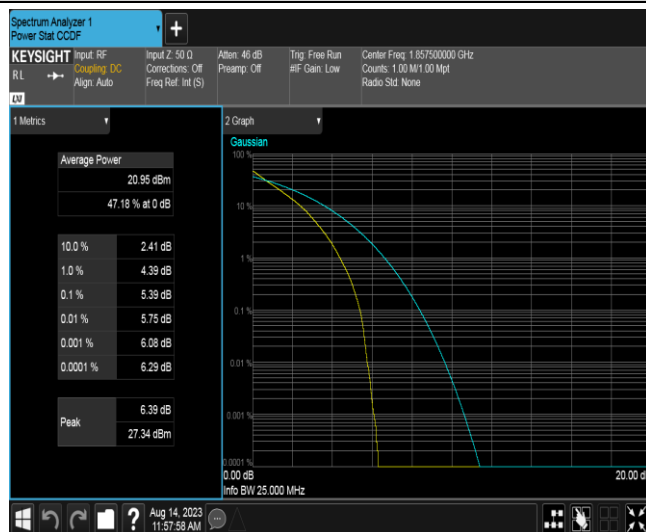 Spectrum Analyzer 1
Power Stat CCDF
+
KEYSIGHT
RL
LXI
Input: RF
Coupling: DC
Align: Auto
Input Z: 50 Ω
Corrections: Off
Freq Ref: Int (S)
Atten: 46 dB
Preamp: Off
Trig: Free Run
#IF Gain: Low
Center Freq: 1.857500000 GHz
Counts: 1.00 M/1.00 Mpt
Radio Std: None
1 Metrics
Average Power
20.95 dBm
47.18 % at 0 dB
10.0 % 2.41 dB
1.0 % 4.39 dB
0.1 % 5.39 dB
0.01 % 5.75 dB
0.001 % 6.08 dB
0.0001 % 6.29 dB
Peak
6.39 dB
27.34 dBm
2 Graph
Gaussian
100 %
10 %
1 %
0.1 %
0.01 %
0.001 %
0.0001 %
0.00 dB
20.00 d
Info BW 25.000 MHz
?
Aug 14, 2023
11:57:58 AM